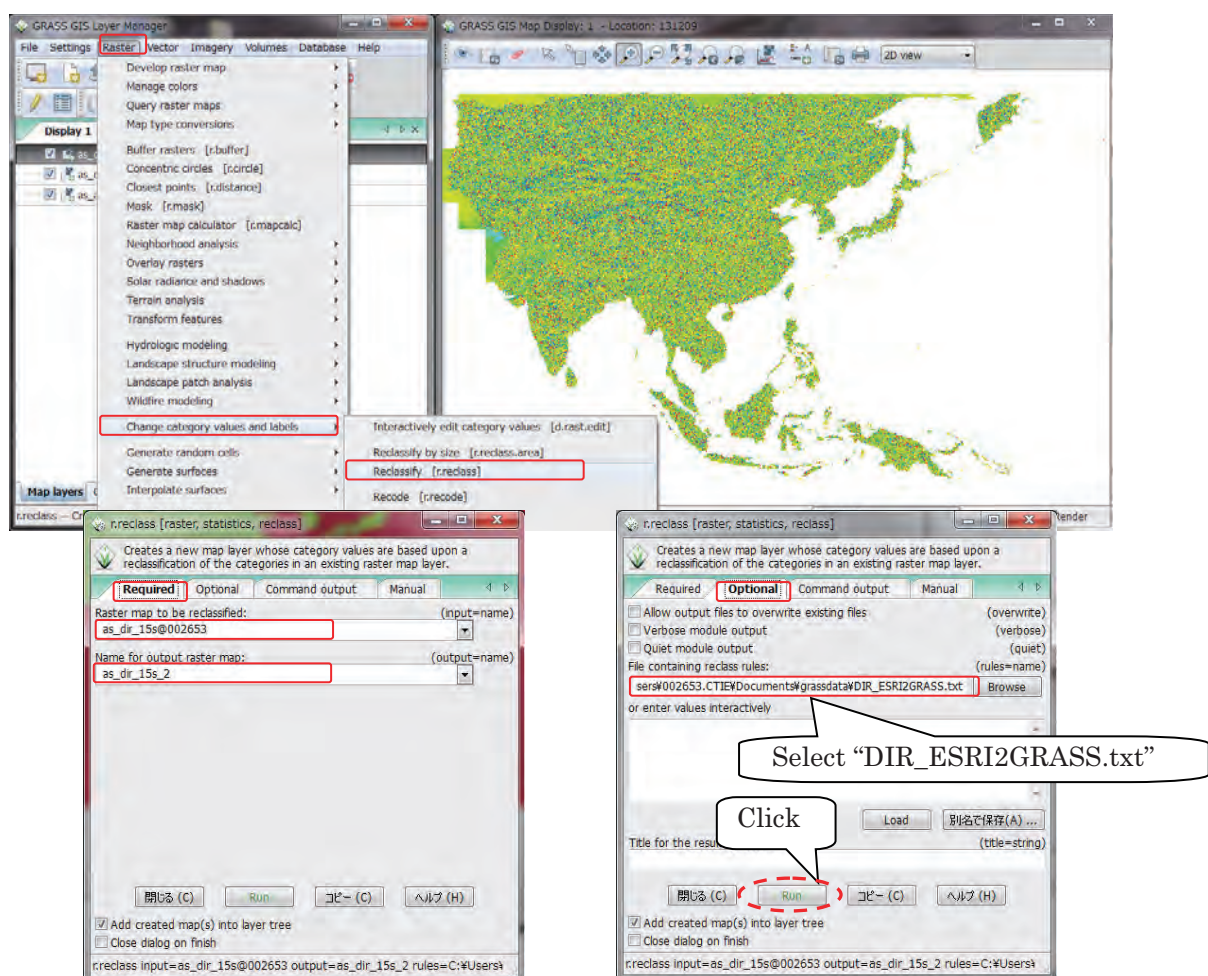 GRASS GIS Layer Manager
File Settings Raster Vector Imagery Volumes Database Help
Display 1
Develop raster map
Manage colors
Query raster maps
Map type conversions
Buffer rasters [r.buffer]
Concentric circles [r.circle]
Closest points [r.distance]
Mask [r.mask]
Raster map calculator [r.mapcalc]
Neighborhood analysis
Overlay rasters
Solar radiance and shadows
Terrain analysis
Transform features
Hydrologic modeling
Landscape structure modeling
Landscape patch analysis
Wildfire modeling
Change category values and labels
Generate random cells
Generate surfaces
Interpolate surfaces
Map layers
Interactively edit category values [d.rast.edit]
Reclassify by size [r.reclass.area]
Reclassify [r.reclass]
Recode [r.recode]
GRASS GIS Map Display: 1 - Location: 131209
2D view
r.reclass [raster, statistics, reclass]
Creates a new map layer whose category values are based upon a
reclassification of the categories in an existing raster map layer.
Required Optional Command output Manual
Raster map to be reclassified: (input=name)
as_dir_15s@002653
Name for output raster map: (output=name)
as_dir_15s_2
閉じる (C) Run コピー (C) ヘルプ (H)
Add created map(s) into layer tree
Close dialog on finish
r.reclass input=as_dir_15s@002653 output=as_dir_15s_2 rules=C:¥Users¥
r.reclass [raster, statistics, reclass]
Creates a new map layer whose category values are based upon a
reclassification of the categories in an existing raster map layer.
Required Optional Command output Manual
Allow output files to overwrite existing files (overwrite)
Verbose module output (verbose)
Quiet module output (quiet)
File containing reclass rules: (rules=name)
sers¥002653.CTIE¥Documents¥grassdata¥DIR_ESRI2GRASS.txt Browse
or enter values interactively
Select “DIR_ESRI2GRASS.txt”
Click
Load 別名で保存(A) ...
Title for the (title=string)
閉じる (C) Run コピー (C) ヘルプ (H)
Add created map(s) into layer tree
Close dialog on finish
r.reclass input=as_dir_15s@002653 output=as_dir_15s_2 rules=C:¥Users¥